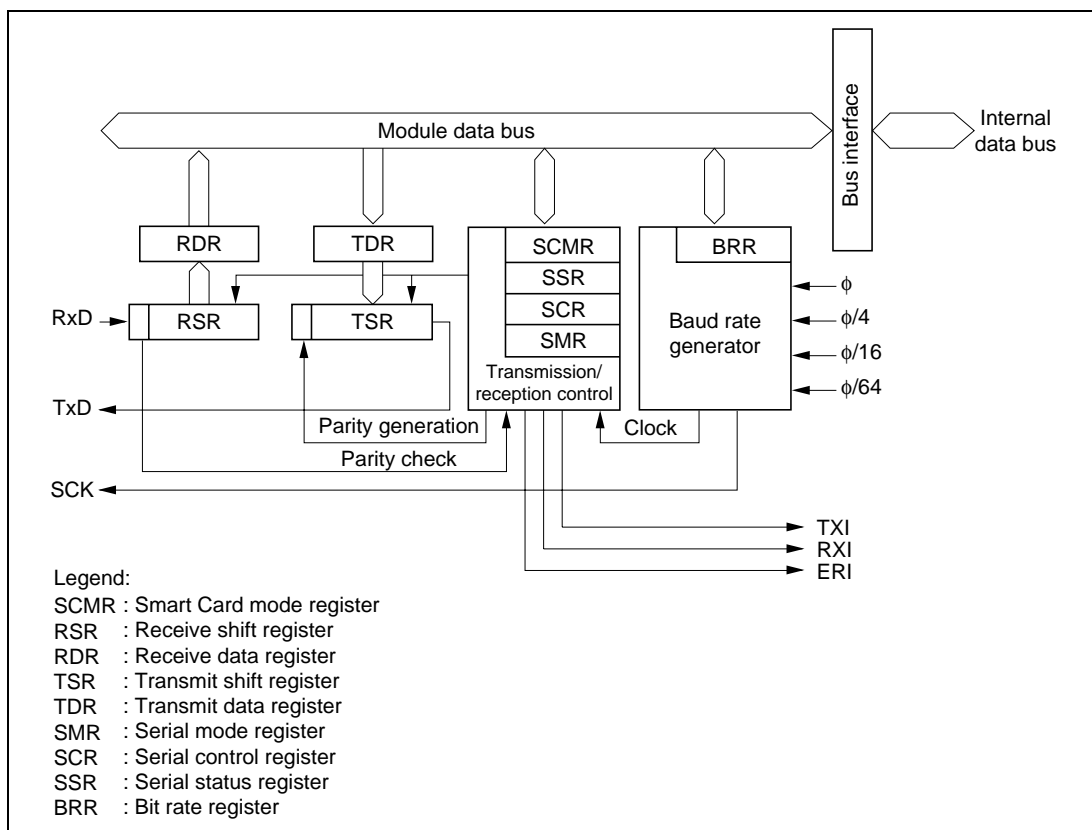 Module data bus
Bus interface
Internal
data bus
RDR
TDR
SCMR
SSR
SCR
SMR
Transmission/
reception control
BRR
Baud rate
generator
φ
φ/4
φ/16
φ/64
RxD
RSR
TSR
TxD
Parity generation
Parity check
Clock
SCK
TXI
RXI
ERI
Legend:
SCMR : Smart Card mode register
RSR : Receive shift register
RDR : Receive data register
TSR : Transmit shift register
TDR : Transmit data register
SMR : Serial mode register
SCR : Serial control register
SSR : Serial status register
BRR : Bit rate register